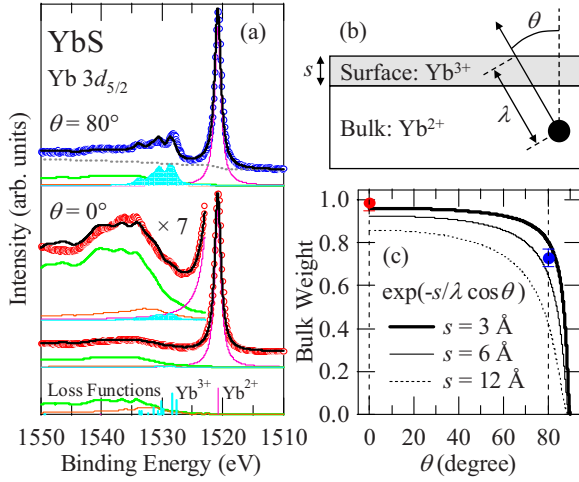 YbS
(a)
Yb 3d5/2
θ = 80°
θ = 0°
× 7
Loss Functions
Yb3+
Yb2+
Intensity (arb. units)
1550 1540 1530 1520 1510
Binding Energy (eV)
(b)
θ
s
Surface: Yb3+
Bulk: Yb2+
λ
1.0
0.8
0.6
0.4
0.2
0.0
Bulk Weight
(c)
exp(-s/λ cosθ)
s = 3 Å
s = 6 Å
s = 12 Å
0 20 40 60 80
θ (degree)